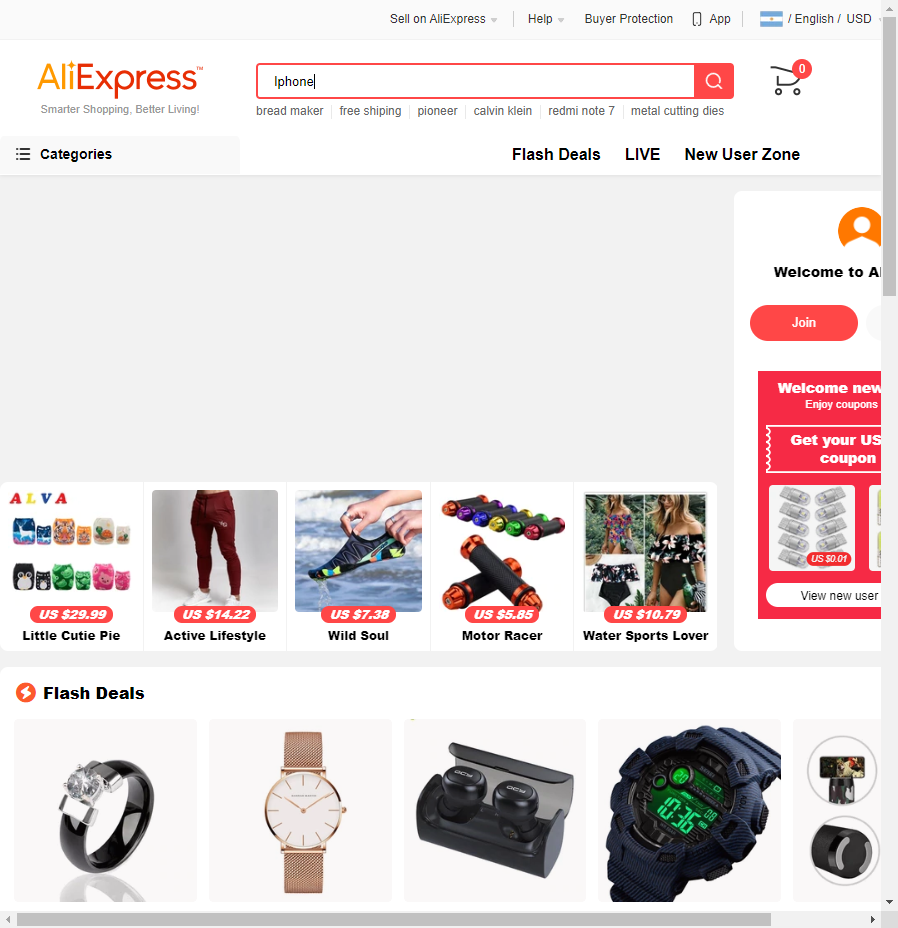 Sell on AliExpress
Help
Buyer Protection
App
/ English / USD
AliExpress™
Smarter Shopping, Better Living!
Iphone
0
bread maker
free shiping
pioneer
calvin klein
redmi note 7
metal cutting dies
Categories
Flash Deals
LIVE
New User Zone
Welcome to Al
Join
Welcome new
Enjoy coupons
Get your US
coupon
US $0.01
View new user
ALVA
US $29.99
Little Cutie Pie
US $14.22
Active Lifestyle
US $7.38
Wild Soul
US $5.85
Motor Racer
US $10.79
Water Sports Lover
Flash Deals
QCY
QCY